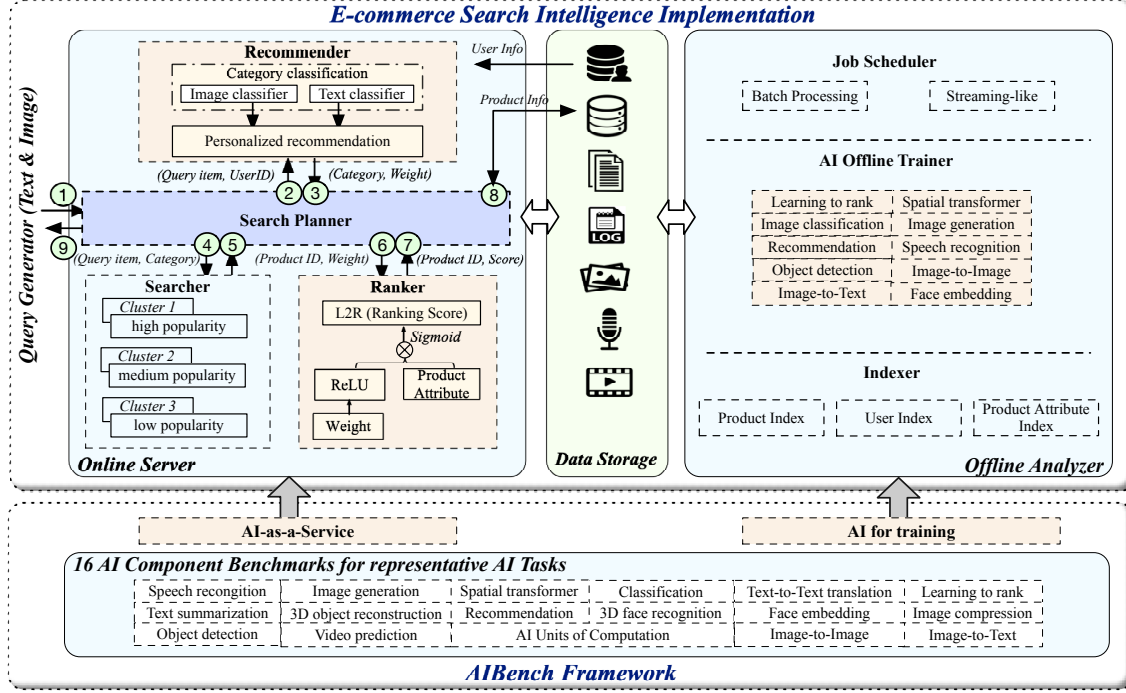 E-commerce Search Intelligence Implementation
Query Generator (Text & Image)
Recommender
Category classification
Image classifier
Text classifier
Personalized recommendation
User Info
Product Info
(Query item, UserID)
(Category, Weight)
1
2
3
8
Search Planner
9
4
5
6
7
(Query item, Category)
(Product ID, Weight)
(Product ID, Score)
Searcher
Cluster 1
high popularity
Cluster 2
medium popularity
Cluster 3
low popularity
Ranker
L2R (Ranking Score)
Sigmoid
ReLU
Product
Attribute
Weight
Online Server
LOG
Data Storage
Job Scheduler
Batch Processing
Streaming-like
AI Offline Trainer
Learning to rank
Spatial transformer
Image classification
Image generation
Recommendation
Speech recognition
Object detection
Image-to-Image
Image-to-Text
Face embedding
Indexer
Product Index
User Index
Product Attribute
Index
Offline Analyzer
AI-as-a-Service
AI for training
16 AI Component Benchmarks for representative AI Tasks
Speech recongition
Image generation
Spatial transformer
Classification
Text-to-Text translation
Learning to rank
Text summarization
3D object reconstruction
Recommendation
3D face recognition
Face embedding
Image compression
Object detection
Video prediction
AI Units of Computation
Image-to-Image
Image-to-Text
AIBench Framework